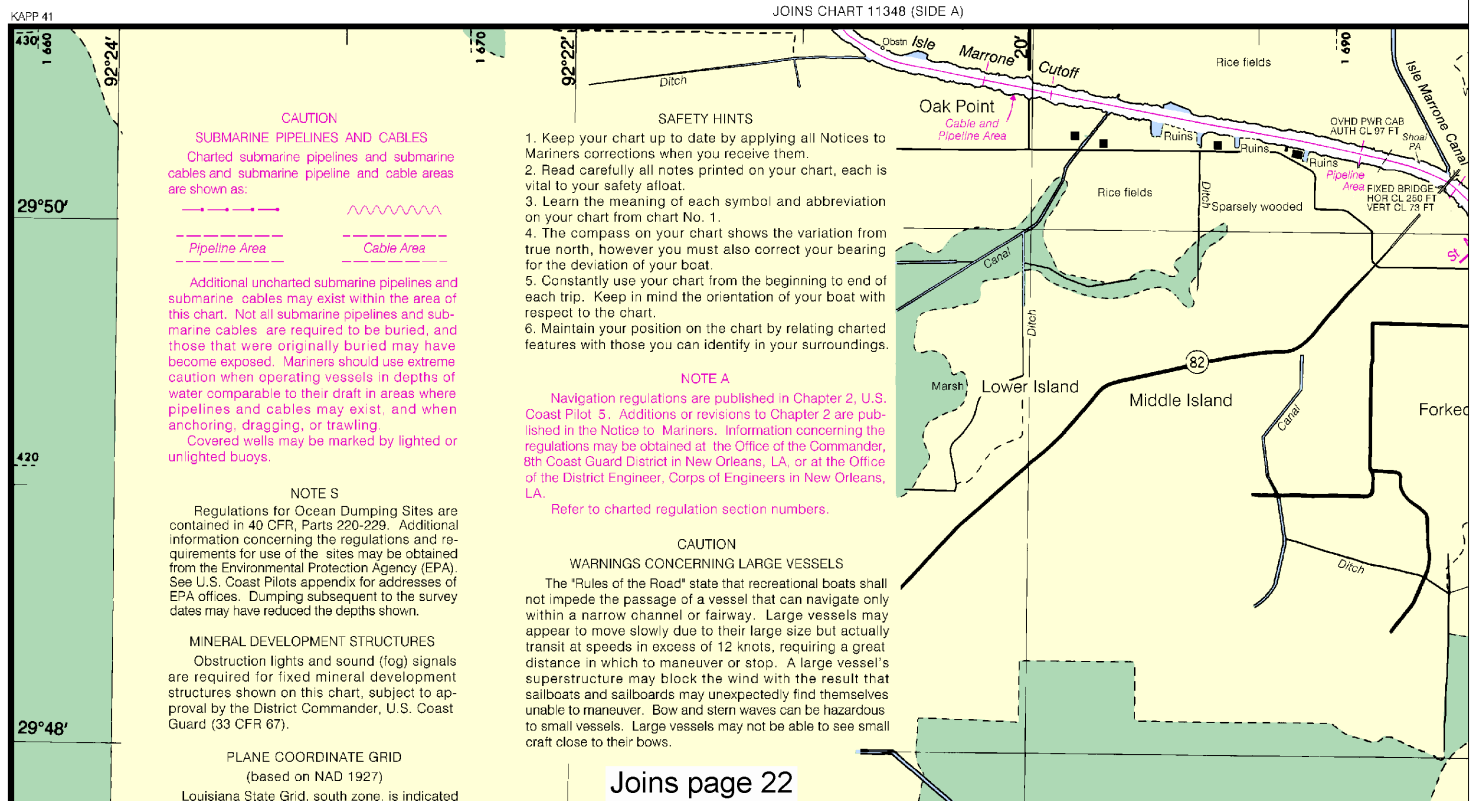 KAPP 41
JOINS CHART 11348 (SIDE A)
430
1 660
92°24'
1 670
92°22'
20'
1 690
29°50'
420
29°48'
CAUTION
SUBMARINE PIPELINES AND CABLES
Charted submarine pipelines and submarine
cables and submarine pipeline and cable areas
are shown as:
Pipeline Area
Cable Area
Additional uncharted submarine pipelines and
submarine cables may exist within the area of
this chart. Not all submarine pipelines and sub-
marine cables are required to be buried, and
those that were originally buried may have
become exposed. Mariners should use extreme
caution when operating vessels in depths of
water comparable to their draft in areas where
pipelines and cables may exist, and when
anchoring, dragging, or trawling.
Covered wells may be marked by lighted or
unlighted buoys.
NOTE S
Regulations for Ocean Dumping Sites are
contained in 40 CFR, Parts 220-229. Additional
information concerning the regulations and re-
quirements for use of the sites may be obtained
from the Environmental Protection Agency (EPA).
See U.S. Coast Pilots appendix for addresses of
EPA offices. Dumping subsequent to the survey
dates may have reduced the depths shown.
MINERAL DEVELOPMENT STRUCTURES
Obstruction lights and sound (fog) signals
are required for fixed mineral development
structures shown on this chart, subject to ap-
proval by the District Commander, U.S. Coast
Guard (33 CFR 67).
PLANE COORDINATE GRID
(based on NAD 1927)
Louisiana State Grid, south zone, is indicated
SAFETY HINTS
1. Keep your chart up to date by applying all Notices to
Mariners corrections when you receive them.
2. Read carefully all notes printed on your chart, each is
vital to your safety afloat.
3. Learn the meaning of each symbol and abbreviation
on your chart from chart No. 1.
4. The compass on your chart shows the variation from
true north, however you must also correct your bearing
for the deviation of your boat.
5. Constantly use your chart from the beginning to end of
each trip. Keep in mind the orientation of your boat with
respect to the chart.
6. Maintain your position on the chart by relating charted
features with those you can identify in your surroundings.
NOTE A
Navigation regulations are published in Chapter 2, U.S.
Coast Pilot 5. Additions or revisions to Chapter 2 are pub-
lished in the Notice to Mariners. Information concerning the
regulations may be obtained at the Office of the Commander,
8th Coast Guard District in New Orleans, LA, or at the Office
of the District Engineer, Corps of Engineers in New Orleans,
LA.
Refer to charted regulation section numbers.
CAUTION
WARNINGS CONCERNING LARGE VESSELS
The "Rules of the Road" state that recreational boats shall
not impede the passage of a vessel that can navigate only
within a narrow channel or fairway. Large vessels may
appear to move slowly due to their large size but actually
transit at speeds in excess of 12 knots, requiring a great
distance in which to maneuver or stop. A large vessel's
superstructure may block the wind with the result that
sailboats and sailboards may unexpectedly find themselves
unable to maneuver. Bow and stern waves can be hazardous
to small vessels. Large vessels may not be able to see small
craft close to their bows.
Joins page 22
Ditch
Obstn
Isle Marrone Cutoff
Rice fields
Oak Point
Cable and
Pipeline Area
Ruins
Ruins
Ruins
OVHD PWR CAB
AUTH CL 97 FT
Shoal
PA
Isle Marrone Canal
Pipeline
Area
FIXED BRIDGE
HOR CL 250 FT
VERT CL 73 FT
Rice fields
Ditch
Sparsely wooded
St
Canal
Ditch
82
Marsh
Lower Island
Middle Island
Canal
Forked
Ditch